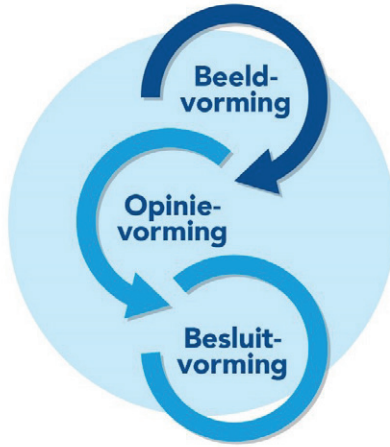 Beeld-
vorming
Opinie-
vorming
Besluit-
vorming